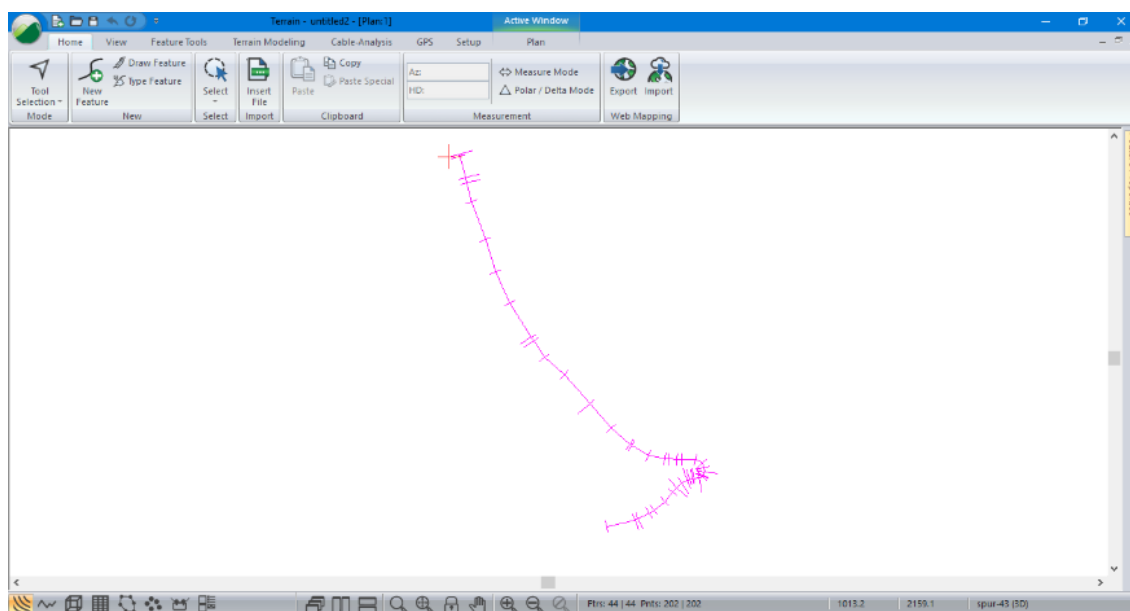 Terrain - untitled2 - [Plan:1] Active Window
Home View Feature Tools Terrain Modeling Cable-Analysis GPS Setup Plan
Tool Selection
New Feature
Draw Feature
Type Feature
Select
Insert File
Paste
Copy
Paste Special
Az:
HD:
Measure Mode
Polar / Delta Mode
Export Import
Mode New Select Import Clipboard Measurement Web Mapping
Ftrs: 44 | 44 Pnts: 202 | 202 1013.2 2159.1 spur-43 (3D)